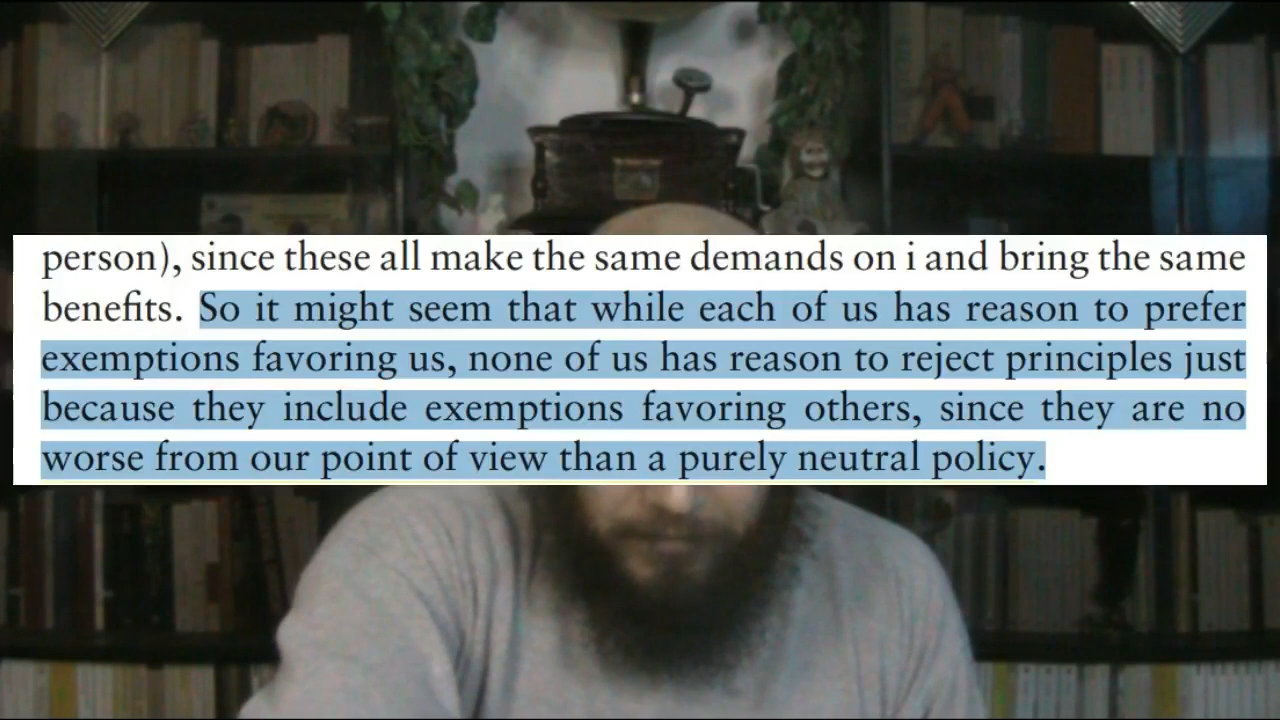 person), since these all make the same demands on i and bring the same
benefits. So it might seem that while each of us has reason to prefer
exemptions favoring us, none of us has reason to reject principles just
because they include exemptions favoring others, since they are no
worse from our point of view than a purely neutral policy.